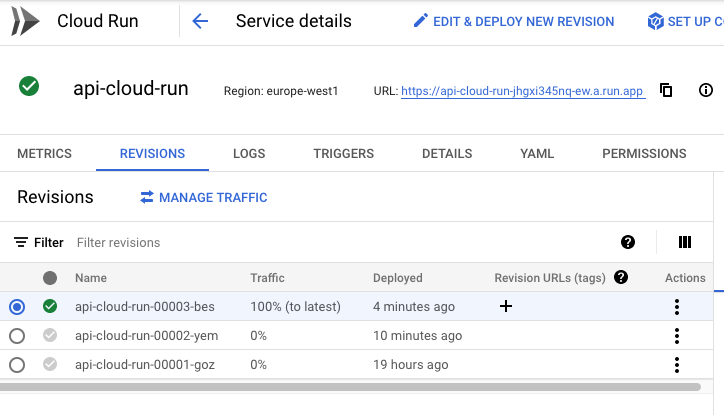 Cloud Run Service details EDIT & DEPLOY NEW REVISION SET UP C
api-cloud-run Region: europe-west1 URL: https://api-cloud-run-jhgxi345nq-ew.a.run.app
METRICS REVISIONS LOGS TRIGGERS DETAILS YAML PERMISSIONS
Revisions MANAGE TRAFFIC
Filter Filter revisions
Name Traffic Deployed Revision URLs (tags) Actions
api-cloud-run-00003-bes 100% (to latest) 4 minutes ago
api-cloud-run-00002-yem 0% 10 minutes ago
api-cloud-run-00001-goz 0% 19 hours ago